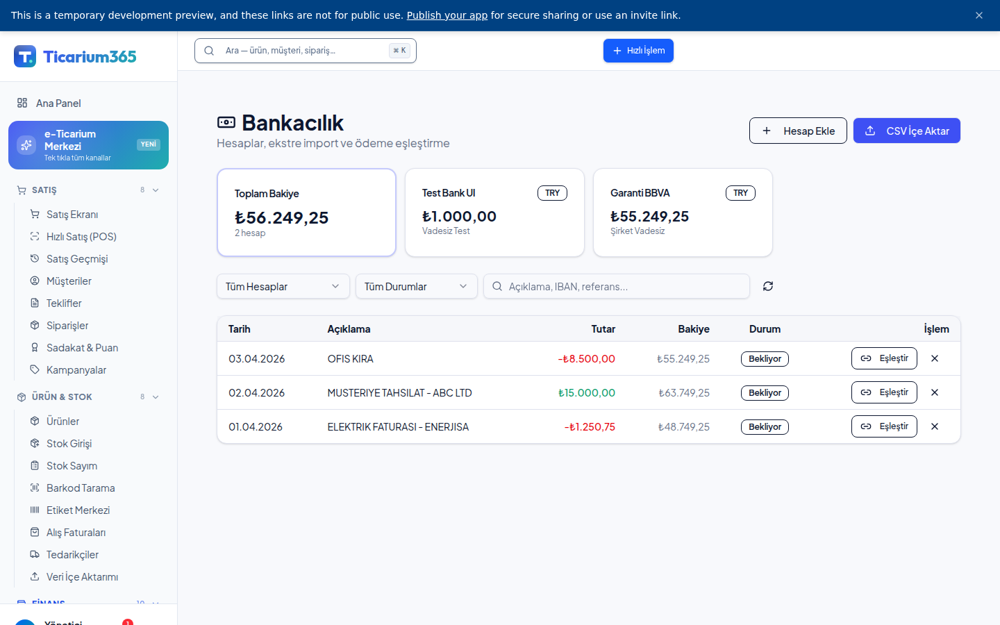 This is a temporary development preview, and these links are not for public use. Publish your app for secure sharing or use an invite link.
Ticarium365
Ara — ürün, müşteri, sipariş...
⌘ K
Hızlı İşlem
Ana Panel
e-Ticarium Merkezi
Tek tıkla tüm kanallar
YENİ
SATIŞ 8
Satış Ekranı
Hızlı Satış (POS)
Satış Geçmişi
Müşteriler
Teklifler
Siparişler
Sadakat & Puan
Kampanyalar
ÜRÜN & STOK 8
Ürünler
Stok Girişi
Stok Sayım
Barkod Tarama
Etiket Merkezi
Alış Faturaları
Tedarikçiler
Veri İçe Aktarımı
FİNANS 10
Yönetici
1
Bankacılık
Hesaplar, ekstre import ve ödeme eşleştirme
Hesap Ekle
CSV İçe Aktar
Toplam Bakiye
₺56.249,25
2 hesap
Test Bank UI TRY
₺1.000,00
Vadesiz Test
Garanti BBVA TRY
₺55.249,25
Şirket Vadesiz
Tüm Hesaplar
Tüm Durumlar
Açıklama, IBAN, referans...
Tarih Açıklama Tutar Bakiye Durum İşlem
03.04.2026 OFIS KIRA -₺8.500,00 ₺55.249,25 Bekliyor Eşleştir
02.04.2026 MUSTERIYE TAHSILAT - ABC LTD ₺15.000,00 ₺63.749,25 Bekliyor Eşleştir
01.04.2026 ELEKTRIK FATURASI - ENERJISA -₺1.250,75 ₺48.749,25 Bekliyor Eşleştir